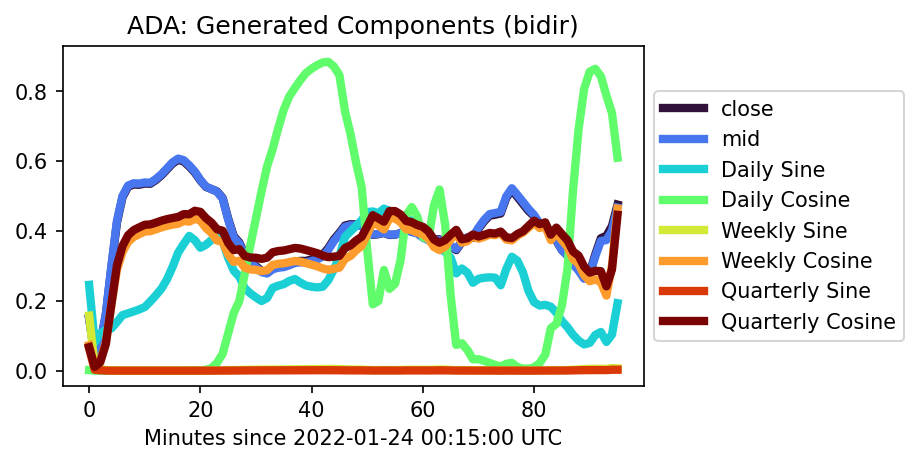 ADA: Generated Components (bidir)
0.8
0.6
0.4
0.2
0.0
0 20 40 60 80
Minutes since 2022-01-24 00:15:00 UTC
close
mid
Daily Sine
Daily Cosine
Weekly Sine
Weekly Cosine
Quarterly Sine
Quarterly Cosine